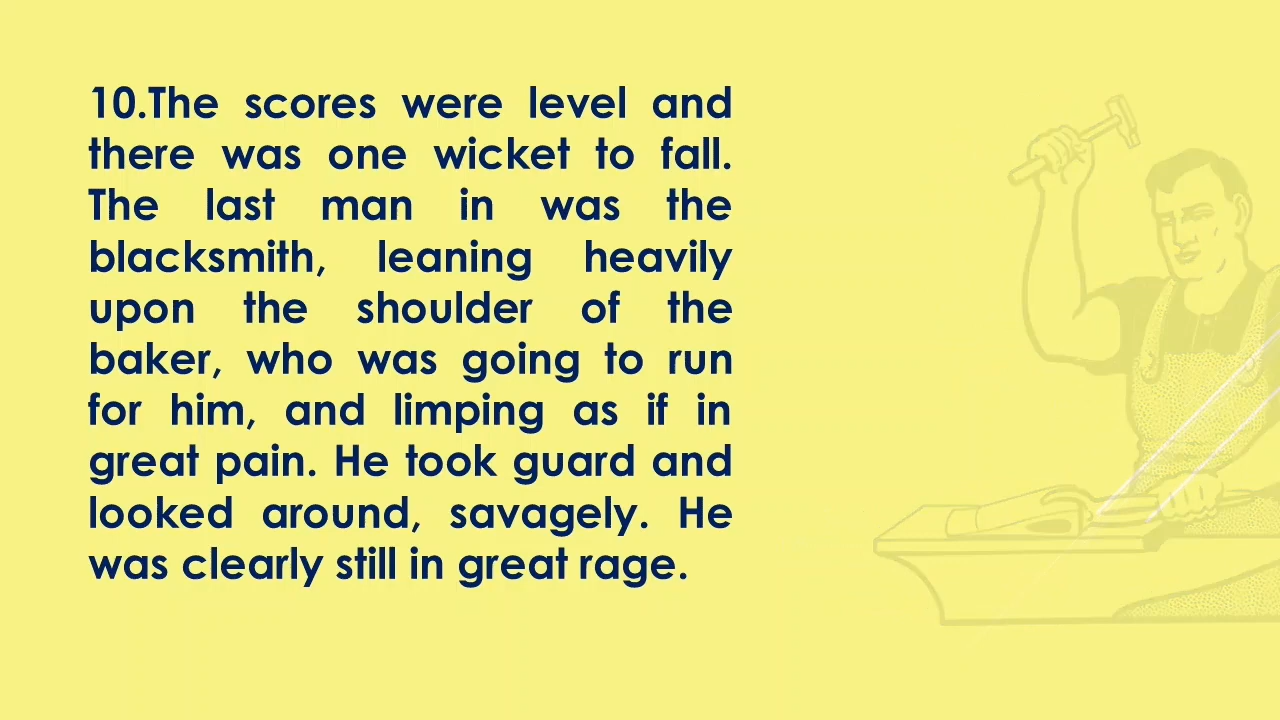 10.The scores were level and
there was one wicket to fall.
The last man in was the
blacksmith, leaning heavily
upon the shoulder of the
baker, who was going to run
for him, and limping as if in
great pain. He took guard and
looked around, savagely. He
was clearly still in great rage.